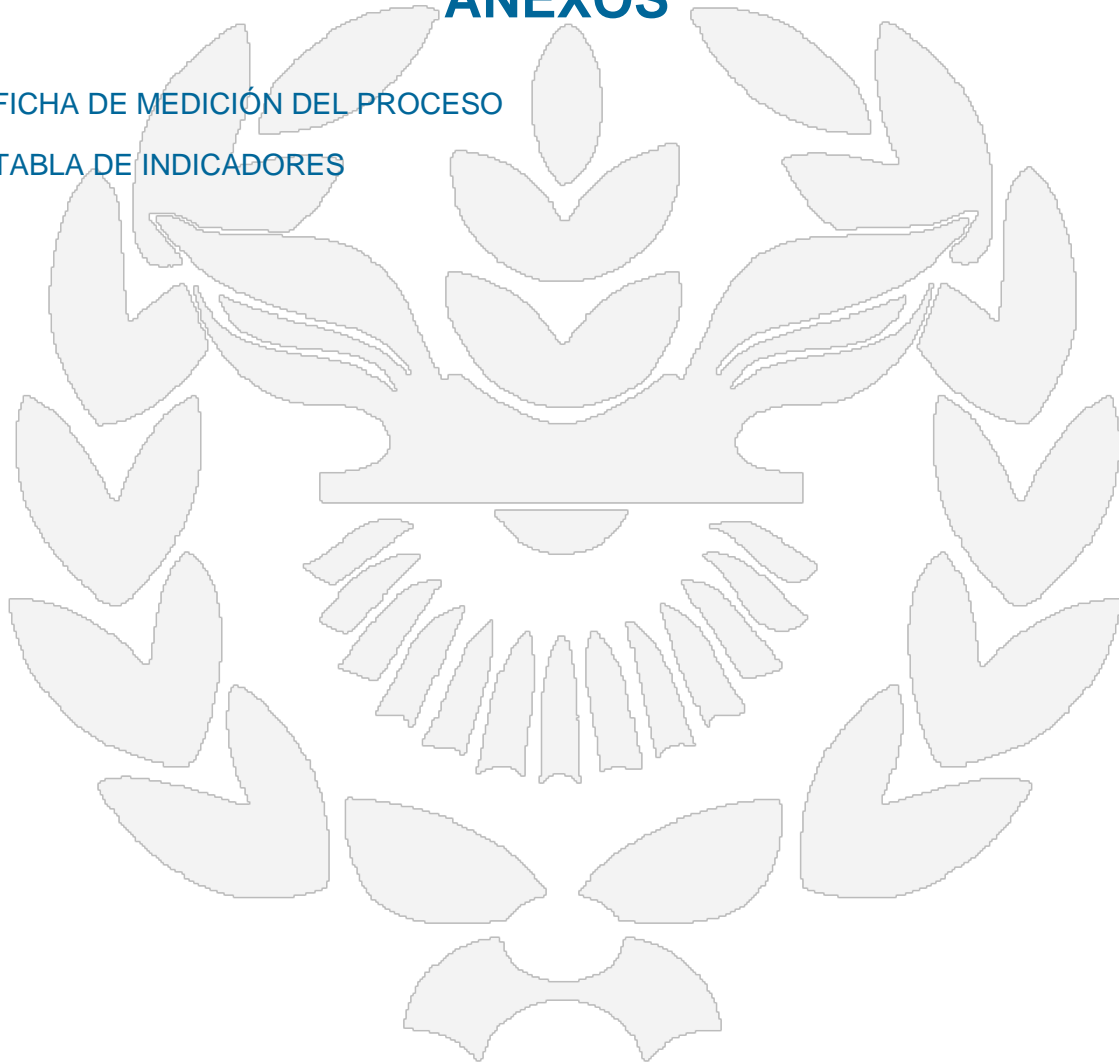 ANEXOS
FICHA DE MEDICIÓN DEL PROCESO
TABLA DE INDICADORES